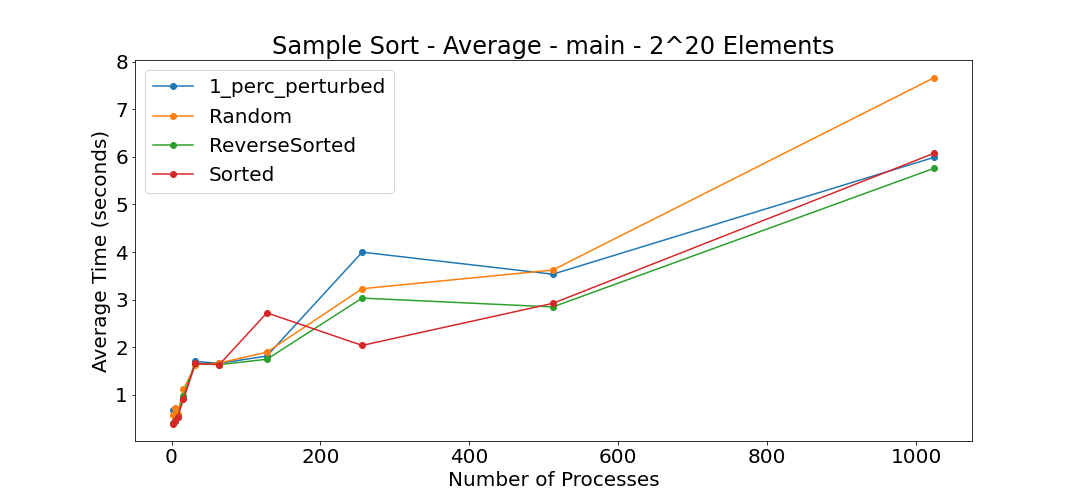 Sample Sort - Average - main - 2^20 Elements
8
7
6
5
4
3
2
1
Average Time (seconds)
1_perc_perturbed
Random
ReverseSorted
Sorted
0 200 400 600 800 1000
Number of Processes